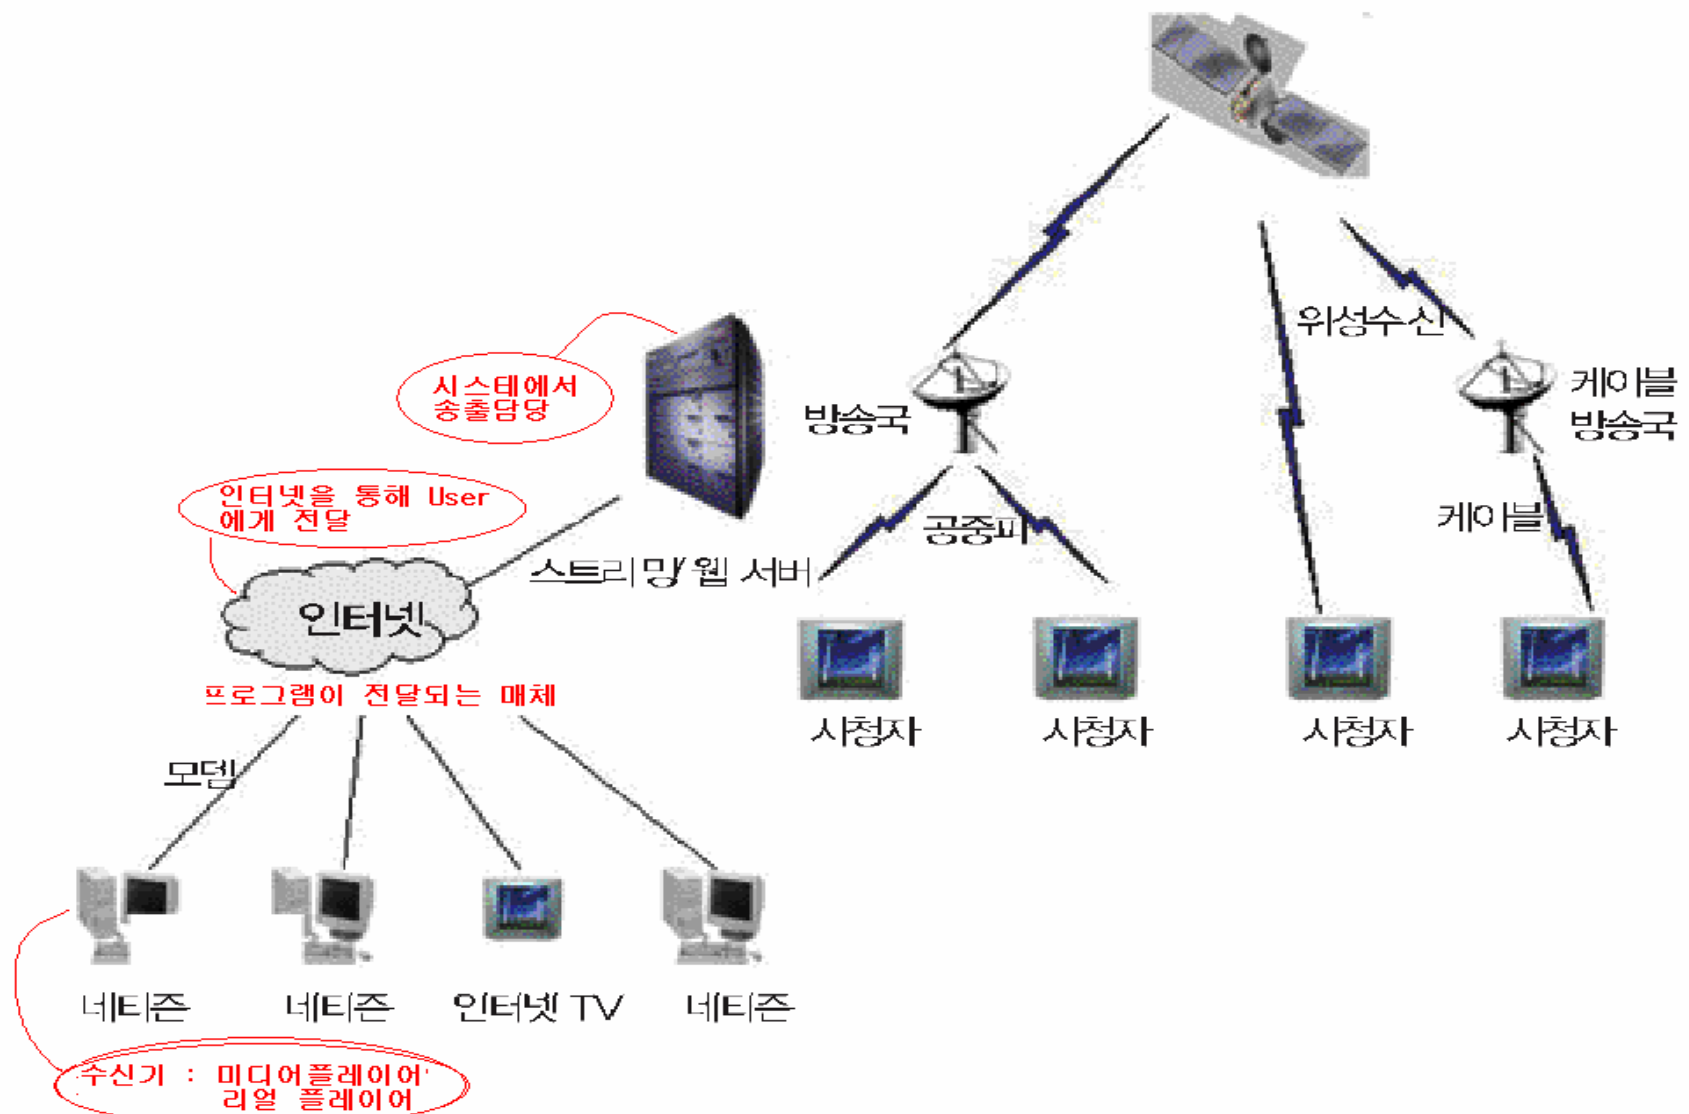 위성수신
시스테에서
송출담당
방송국
케이블
방송국
인터넷을 통해 User
에게 전달
공중파
케이블
스트리밍/웹 서버
인터넷
프로그램이 전달되는 매체
시청자
시청자
시청자
시청자
모뎀
네티즌
네티즌
인터넷 TV
네티즌
수신기 : 미디어플레이어
리얼 플레이어